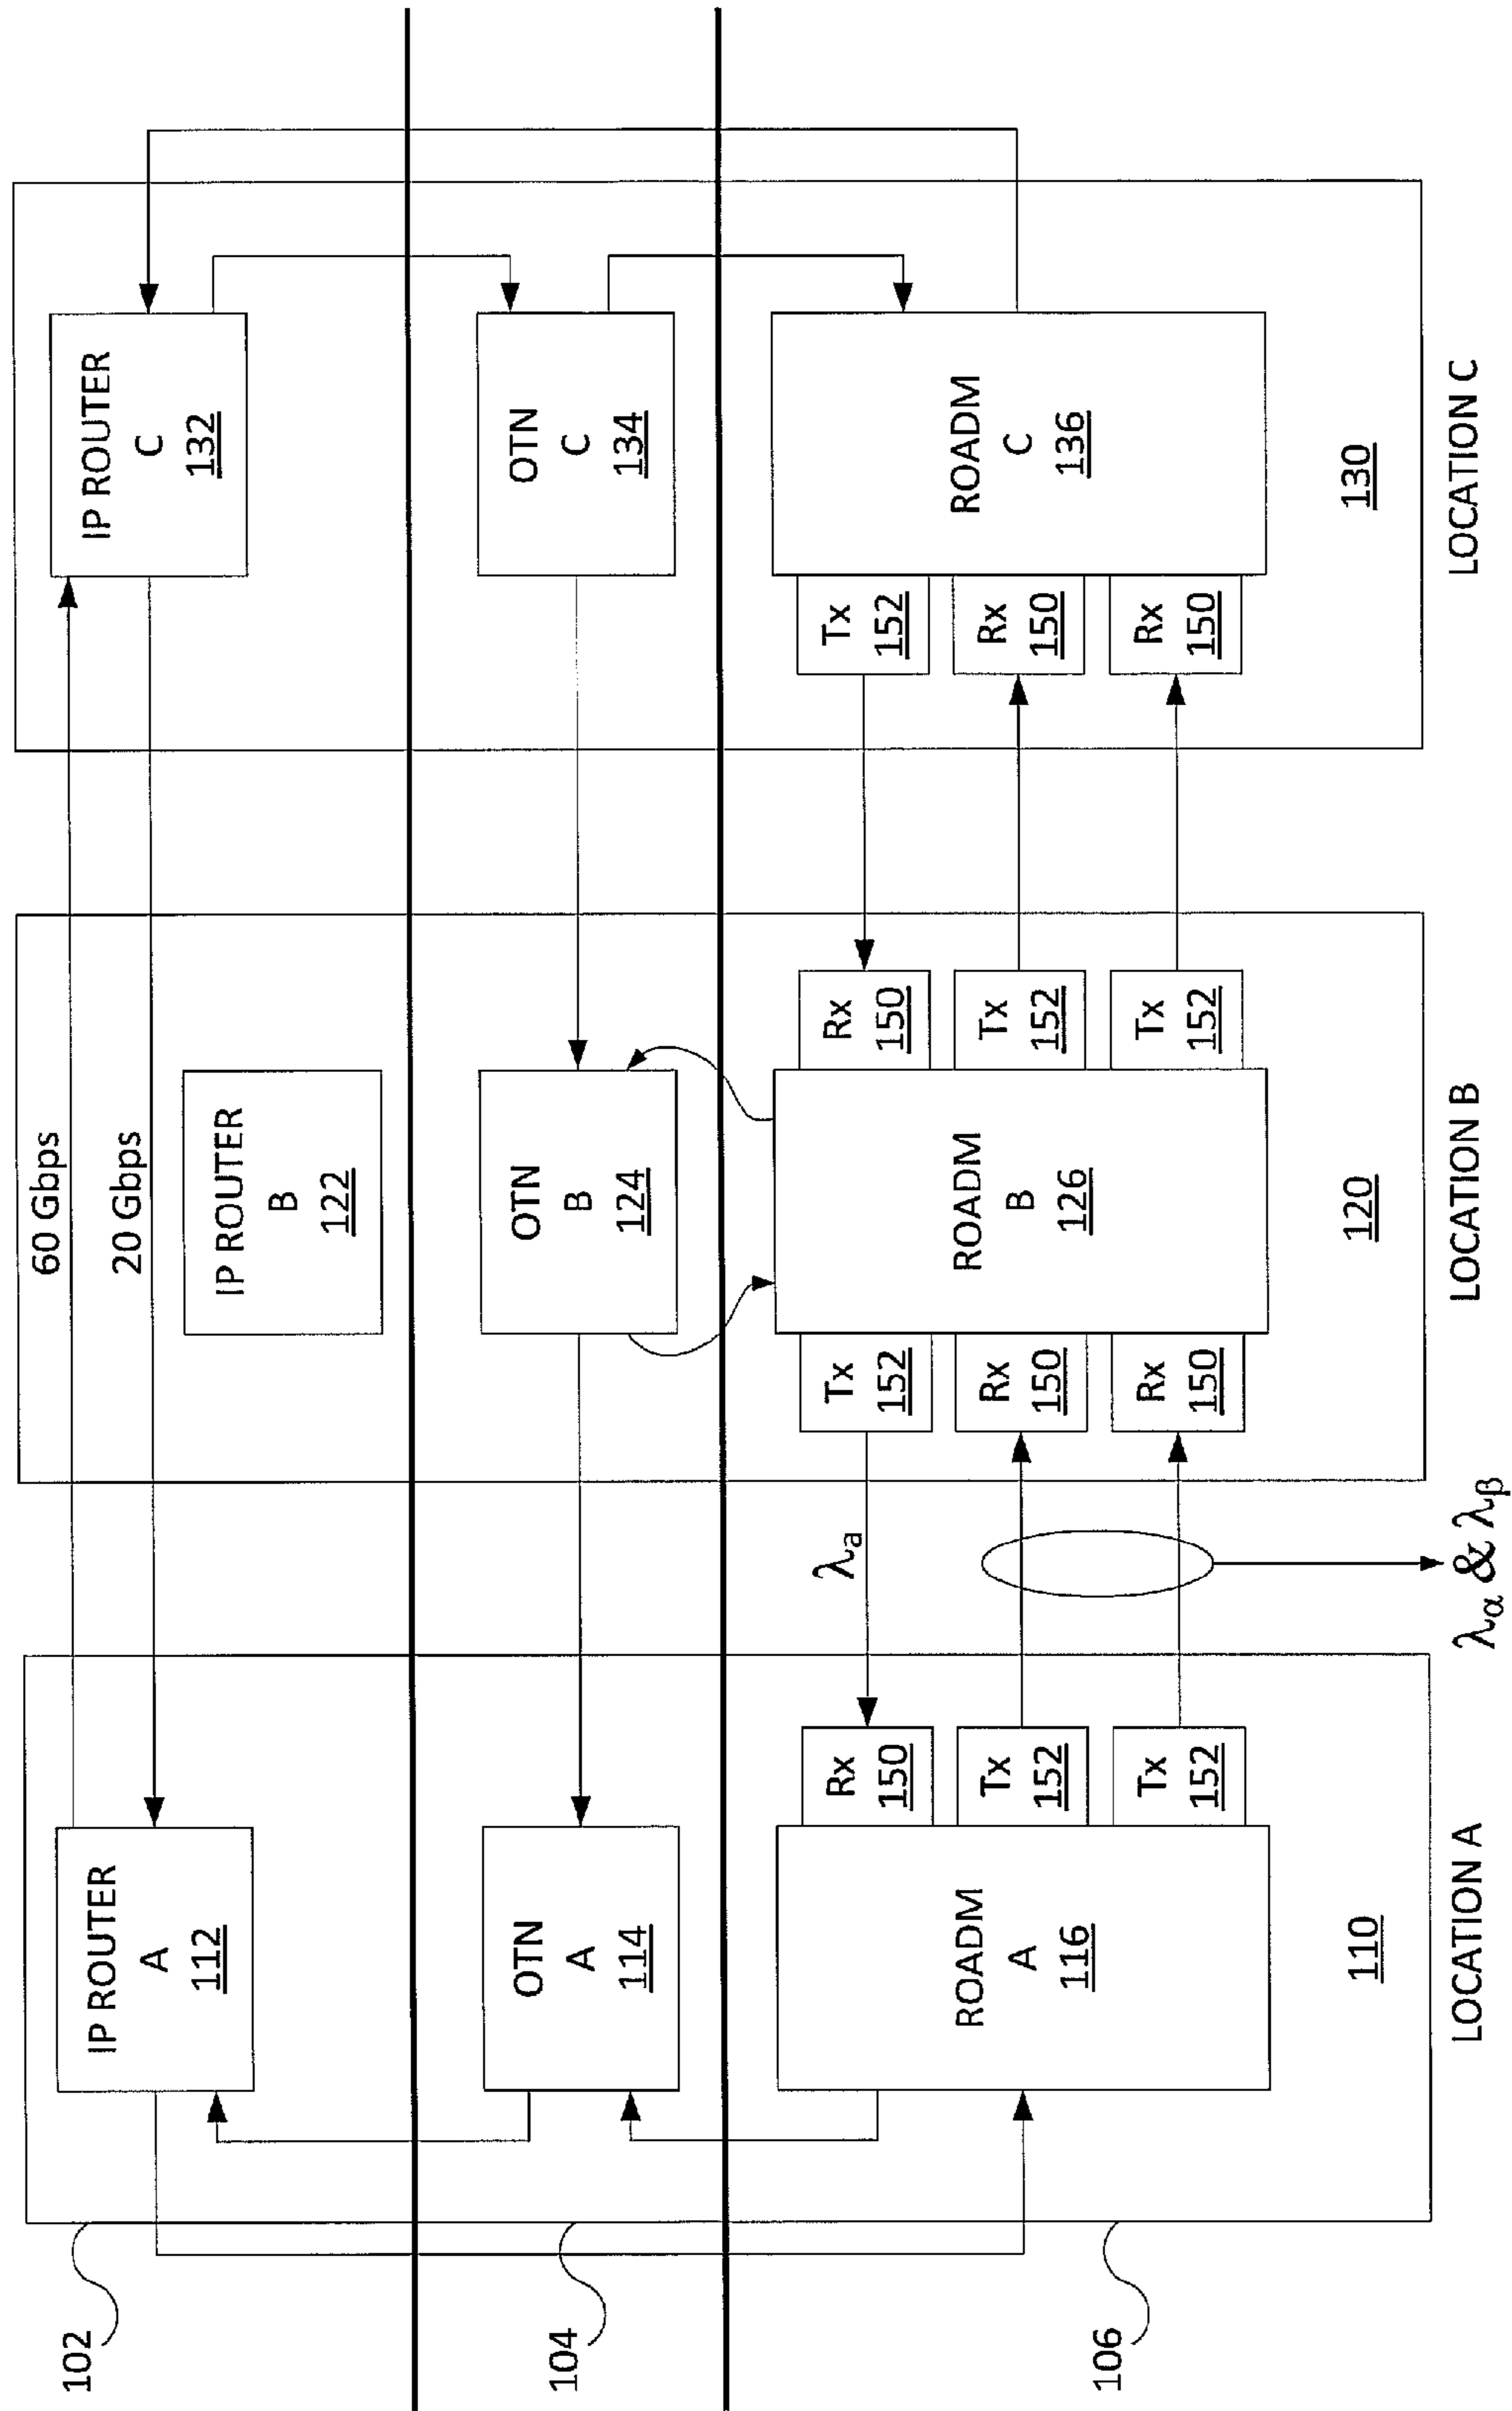 102
104
106
60 Gbps
20 Gbps
IP ROUTER
A
112
IP ROUTER
B
122
IP ROUTER
C
132
OTN
A
114
OTN
B
124
OTN
C
134
ROADM
A
116
Rx
150
Tx
152
Tx
152
110
LOCATION A
λa
λα & λβ
Tx
152
Rx
150
Rx
150
ROADM
B
126
Rx
150
Tx
152
Tx
152
120
LOCATION B
Tx
152
Rx
150
Rx
150
ROADM
C
136
130
LOCATION C